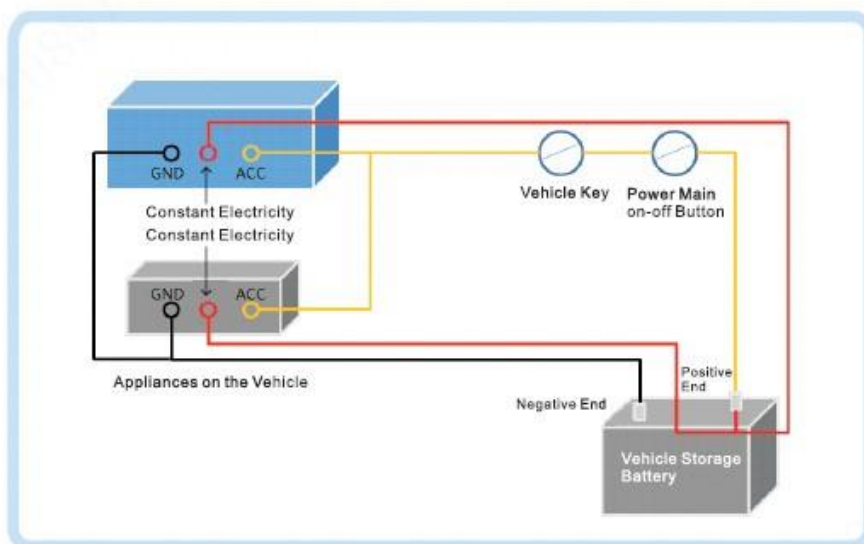 GND
ACC
Constant Electricity
Constant Electricity
GND
ACC
Appliances on the Vehicle
Vehicle Key
Power Main
on-off Button
Negative End
Positive
End
Vehicle Storage
Battery